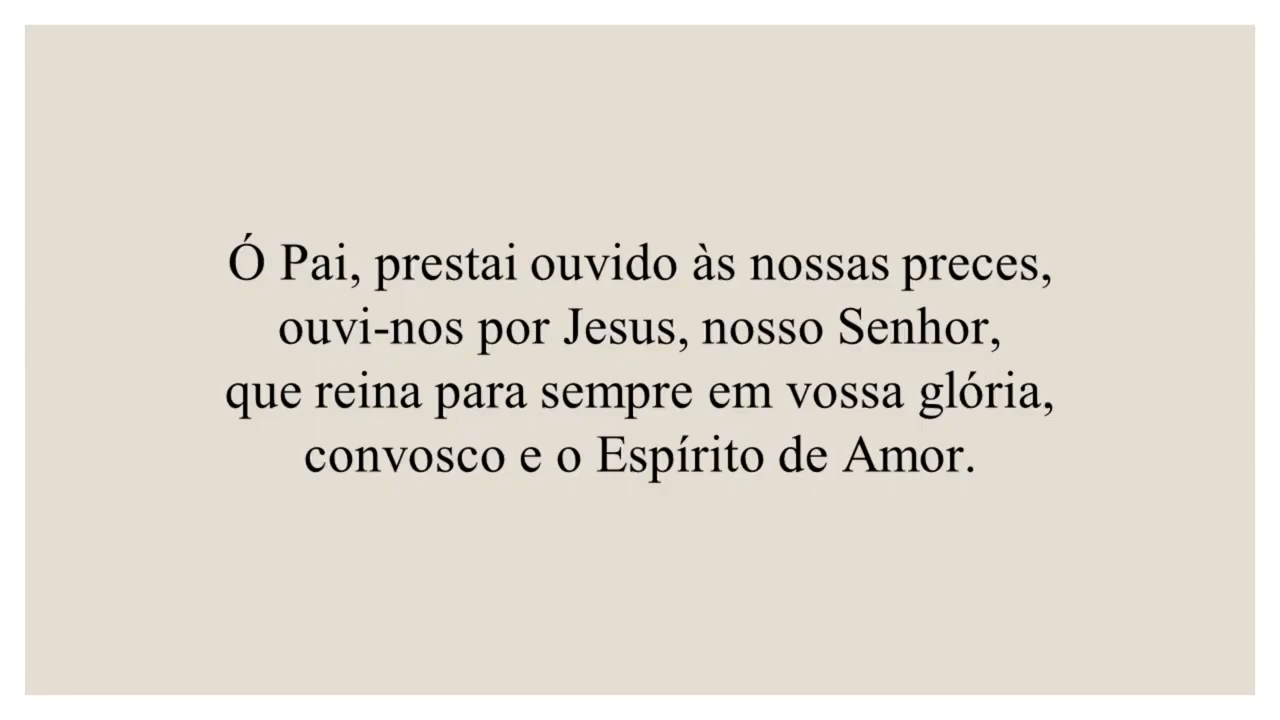 Ó Pai, prestai ouvido às nossas preces,
ouvi-nos por Jesus, nosso Senhor,
que reina para sempre em vossa glória,
convosco e o Espírito de Amor.